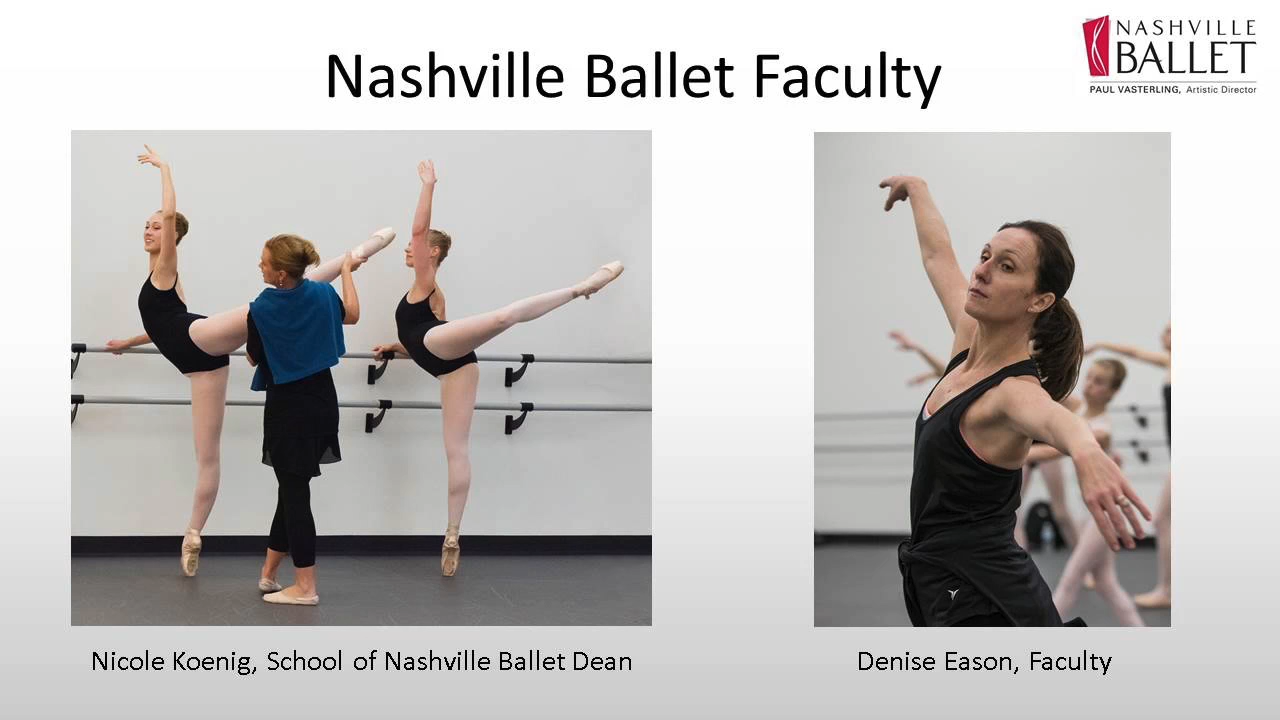 Nashville Ballet Faculty
NASHVILLE
BALLET
PAUL VASTERLING, Artistic Director
Nicole Koenig, School of Nashville Ballet Dean
Denise Eason, Faculty